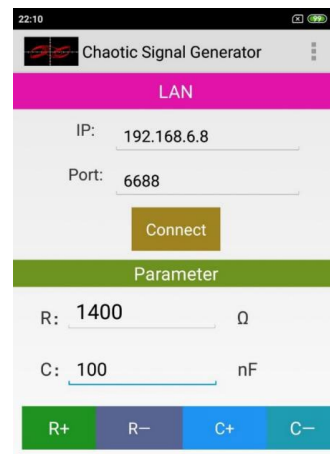 22:10
99
Chaotic Signal Generator
LAN
IP: 192.168.6.8
Port: 6688
Connect
Parameter
R: 1400 Ω
C: 100 nF
R+ R− C+ C−